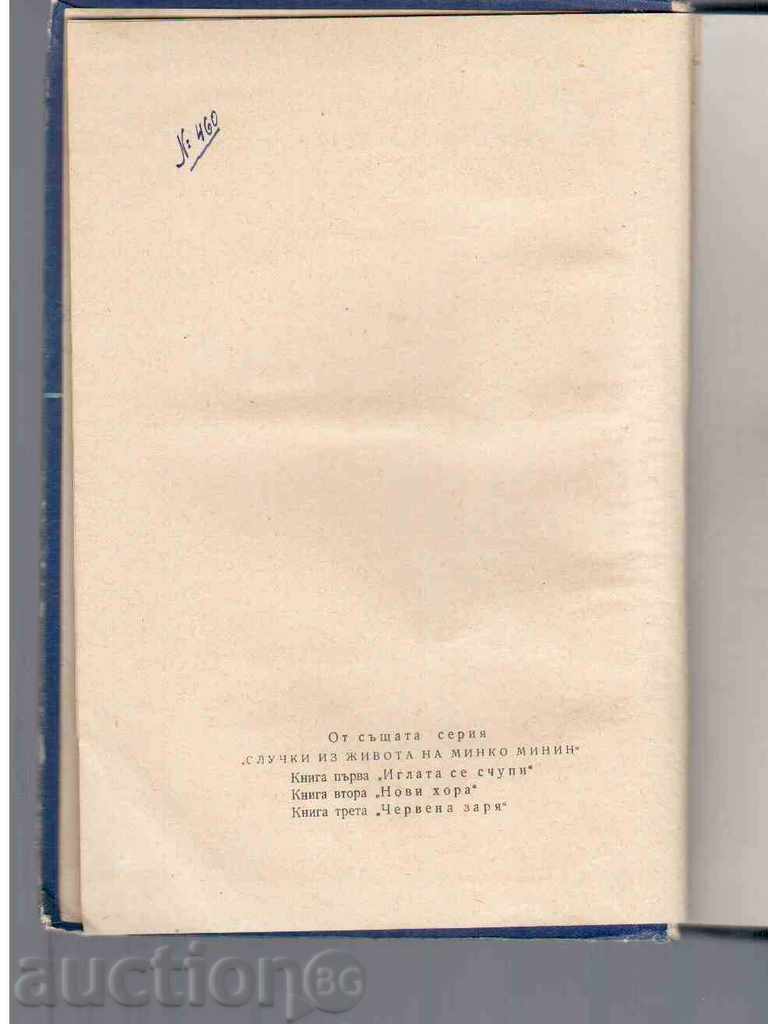 № 460
От същата серия
„СЛУЧКИ ИЗ ЖИВОТА НА МИНКО МИНИН“
Книга първа „Иглата се счупи“
Книга втора „Нови хора“
Книга трета „Червена заря“
auctionBG